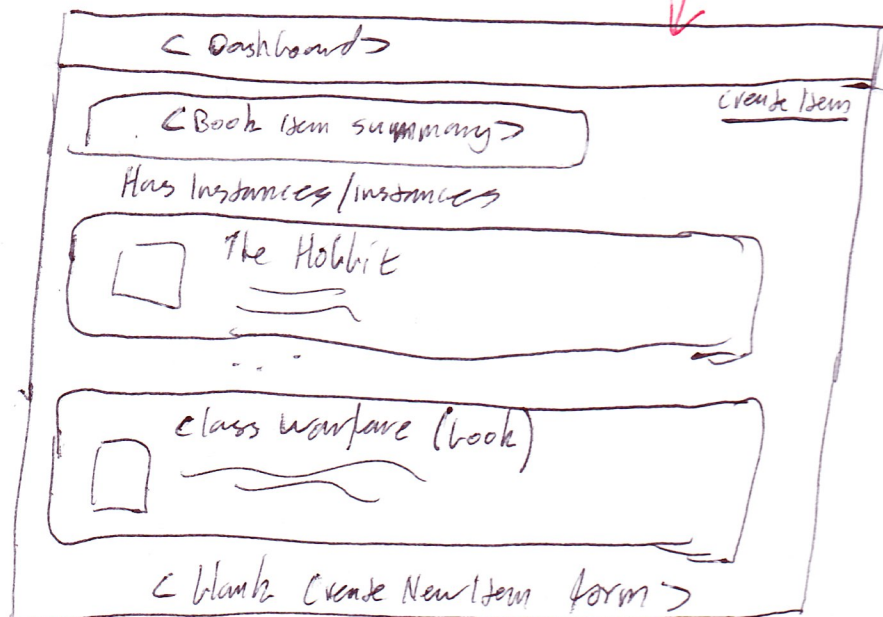 < Dashboard >
Create Item
< Book item summary >
Has Instances/instances
The Hobbit
...
Class Warfare (book)
< blank Create New Item form >